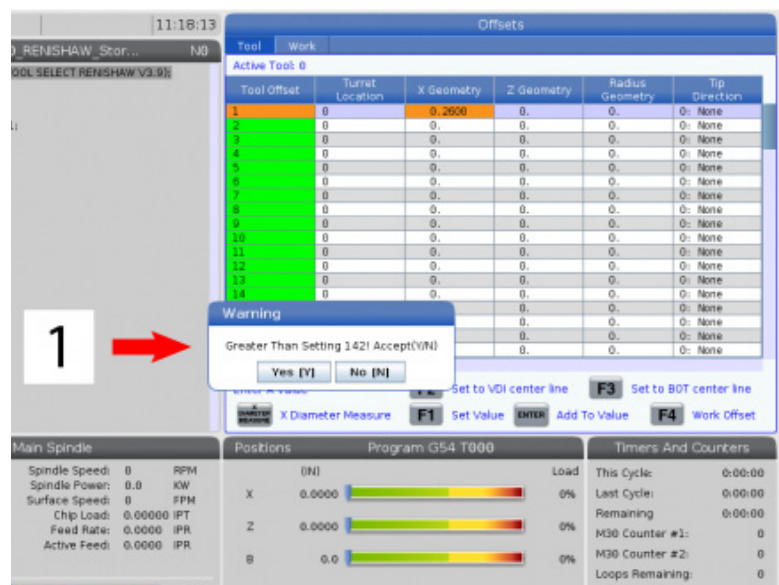 11:18:13
O_RENISHAW_Stor... N0
OOL SELECT RENISHAW V3.9);
Offsets
Tool Work
Active Tool: 0
Tool Offset Turret Location X Geometry Z Geometry Radius Geometry Tip Direction
1 0 0.2600 0. 0. 0: None
2 0 0. 0. 0. 0: None
3 0 0. 0. 0. 0: None
4 0 0. 0. 0. 0: None
5 0 0. 0. 0. 0: None
6 0 0. 0. 0. 0: None
7 0 0. 0. 0. 0: None
8 0 0. 0. 0. 0: None
9 0 0. 0. 0. 0: None
10 0 0. 0. 0. 0: None
11 0 0. 0. 0. 0: None
12 0 0. 0. 0. 0: None
13 0 0. 0. 0. 0: None
14 0 0. 0. 0. 0: None
0. 0. 0: None
0. 0. 0: None
0. 0. 0: None
0. 0. 0: None
1
Warning
Greater Than Setting 142! Accept(Y/N)
Yes [Y] No [N]
Enter A Value F2 Set to VDI center line F3 Set to BOT center line
X DIAMETER MEASURE X Diameter Measure F1 Set Value ENTER Add To Value F4 Work Offset
Main Spindle
Spindle Speed: 0 RPM
Spindle Power: 0.0 KW
Surface Speed: 0 FPM
Chip Load: 0.00000 IPT
Feed Rate: 0.0000 IPR
Active Feed: 0.0000 IPR
Positions Program G54 T000
(IN) Load
X 0.0000 0%
Z 0.0000 0%
B 0.0 0%
Timers And Counters
This Cycle: 0:00:00
Last Cycle: 0:00:00
Remaining 0:00:00
M30 Counter #1: 0
M30 Counter #2: 0
Loops Remaining: 0